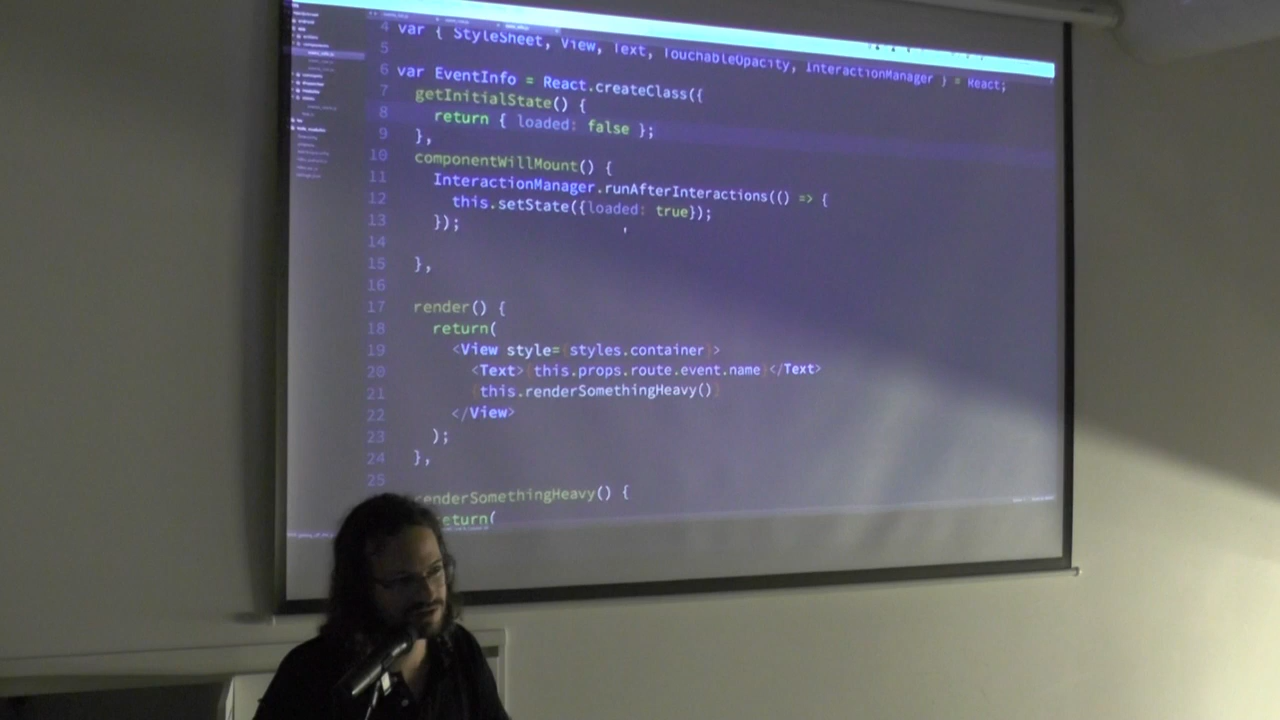 4 var { StyleSheet, View, Text, TouchableOpacity, InteractionManager } = React;
5
6 var EventInfo = React.createClass({
7 getInitialState() {
8 return { loaded: false };
9 },
10 componentWillMount() {
11 InteractionManager.runAfterInteractions(() => {
12 this.setState({loaded: true});
13 });
14
15 },
16
17 render() {
18 return(
19 <View style={styles.container}>
20 <Text>{this.props.route.event.name}</Text>
21 {this.renderSomethingHeavy()}
22 </View>
23 );
24 },
25
renderSomethingHeavy() {
return(